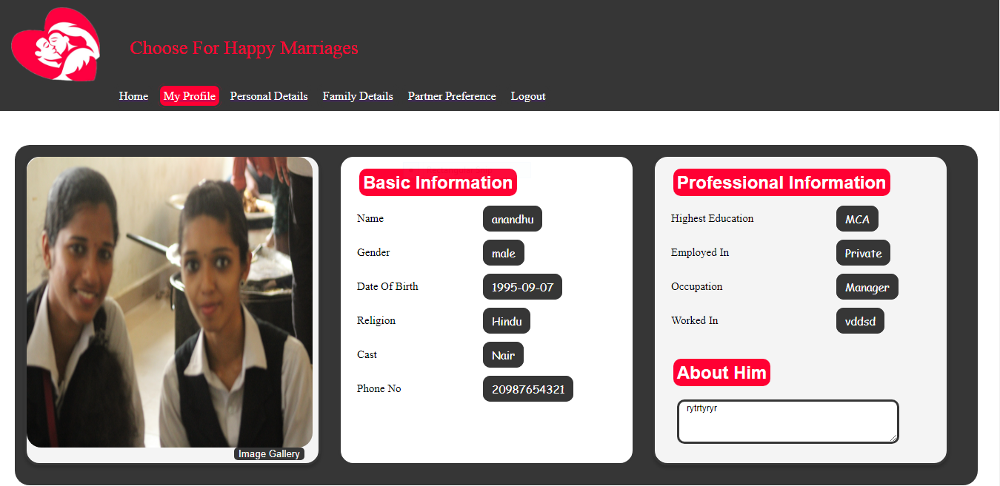 Choose For Happy Marriages
Home My Profile Personal Details Family Details Partner Preference Logout
Image Gallery
Basic Information
Name anandhu
Gender male
Date Of Birth 1995-09-07
Religion Hindu
Cast Nair
Phone No 20987654321
Professional Information
Highest Education MCA
Employed In Private
Occupation Manager
Worked In vddsd
About Him
rytrtyryr